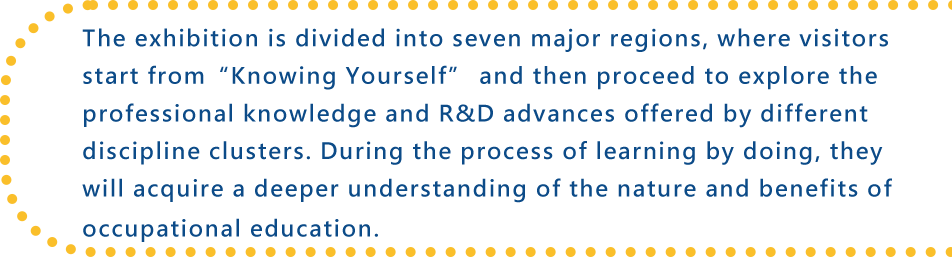 The exhibition is divided into seven major regions, where visitors
start from “Knowing Yourself” and then proceed to explore the
professional knowledge and R&D advances offered by different
discipline clusters. During the process of learning by doing, they
will acquire a deeper understanding of the nature and benefits of
occupational education.